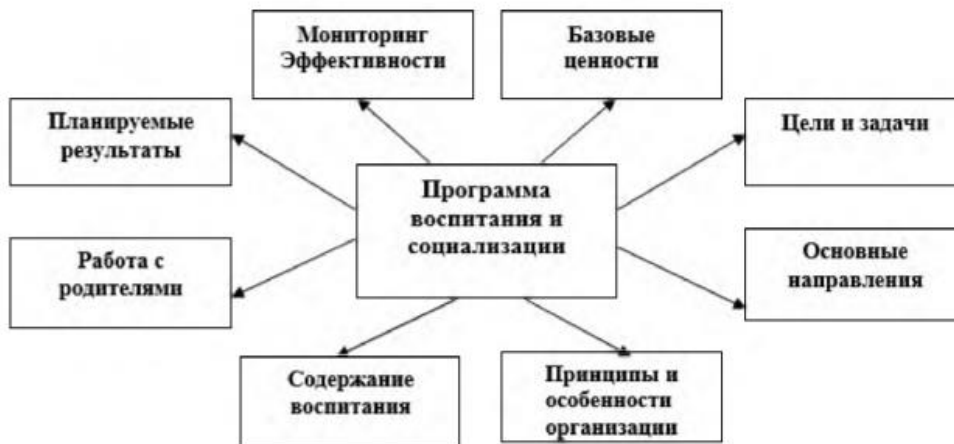 Мониторинг
Эффективности
Базовые
ценности
Планируемые
результаты
Цели и задачи
Программа
воспитания и
социализации
Работа с
родителями
Основные
направления
Содержание
воспитания
Принципы и
особенности
организации